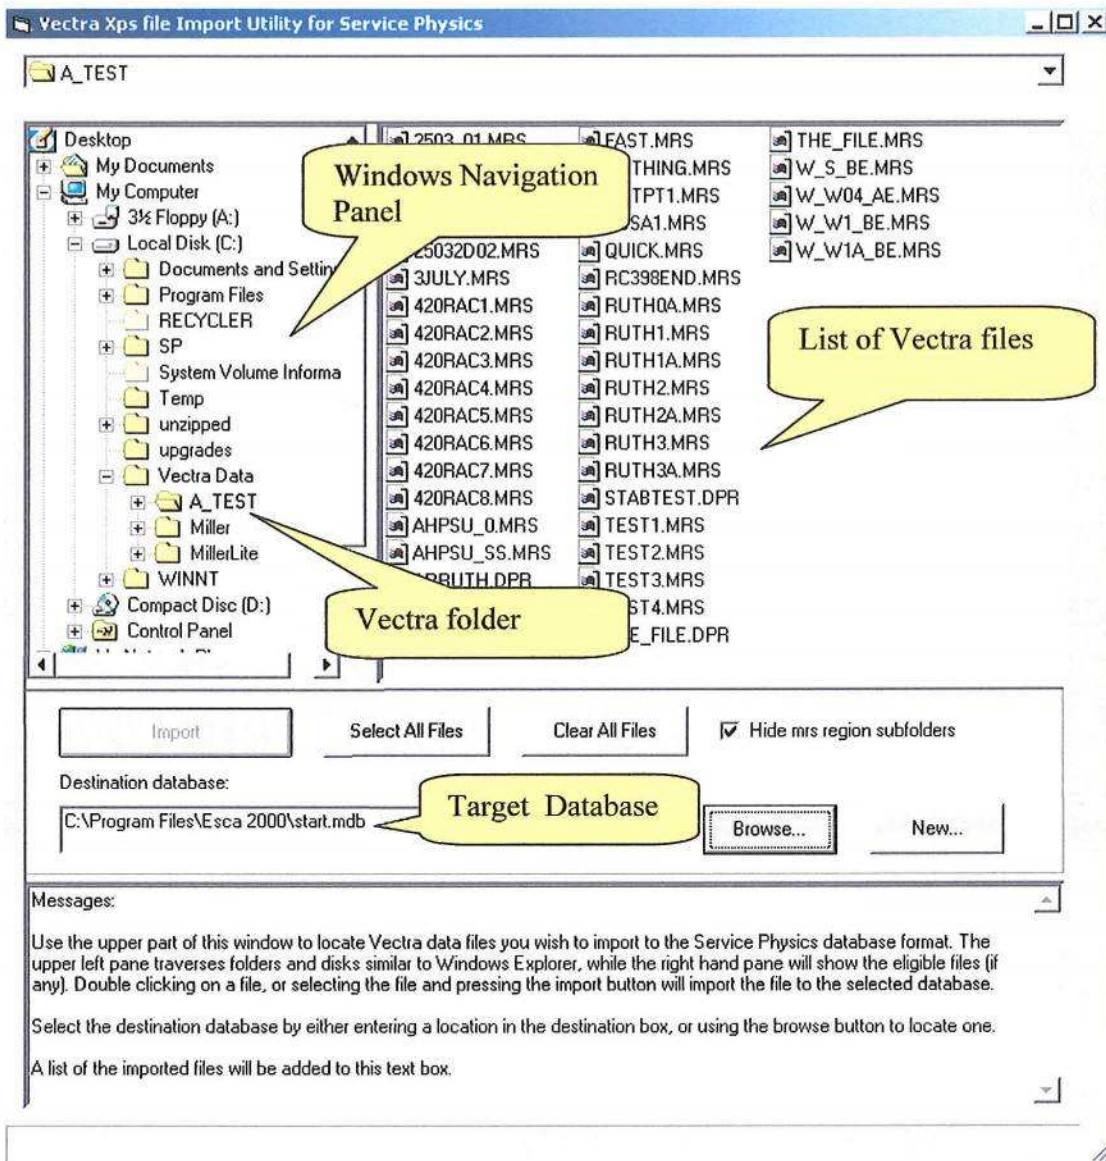 Vectra Xps file Import Utility for Service Physics
A_TEST
Desktop
My Documents
My Computer
3½ Floppy (A:)
Local Disk (C:)
Documents and Setting
Program Files
RECYCLER
SP
System Volume Informa
Temp
unzipped
upgrades
Vectra Data
A_TEST
Miller
MillerLite
WINNT
Compact Disc (D:)
Control Panel
Windows Navigation
Panel
Vectra folder
2503_01.MRS
25032D02.MRS
3JULY.MRS
420RAC1.MRS
420RAC2.MRS
420RAC3.MRS
420RAC4.MRS
420RAC5.MRS
420RAC6.MRS
420RAC7.MRS
420RAC8.MRS
AHPSU_0.MRS
AHPSU_SS.MRS
FAST.MRS
THING.MRS
TPT1.MRS
SA1.MRS
QUICK.MRS
RC398END.MRS
RUTH0A.MRS
RUTH1.MRS
RUTH1A.MRS
RUTH2.MRS
RUTH2A.MRS
RUTH3.MRS
RUTH3A.MRS
STABTEST.DPR
TEST1.MRS
TEST2.MRS
TEST3.MRS
ST4.MRS
E_FILE.DPR
THE_FILE.MRS
W_S_BE.MRS
W_W04_AE.MRS
W_W1_BE.MRS
W_W1A_BE.MRS
List of Vectra files
Import
Select All Files
Clear All Files
Hide mrs region subfolders
Destination database:
C:\Program Files\Esca 2000\start.mdb
Target Database
Browse...
New...
Messages:
Use the upper part of this window to locate Vectra data files you wish to import to the Service Physics database format. The
upper left pane traverses folders and disks similar to Windows Explorer, while the right hand pane will show the eligible files (if
any). Double clicking on a file, or selecting the file and pressing the import button will import the file to the selected database.
Select the destination database by either entering a location in the destination box, or using the browse button to locate one.
A list of the imported files will be added to this text box.